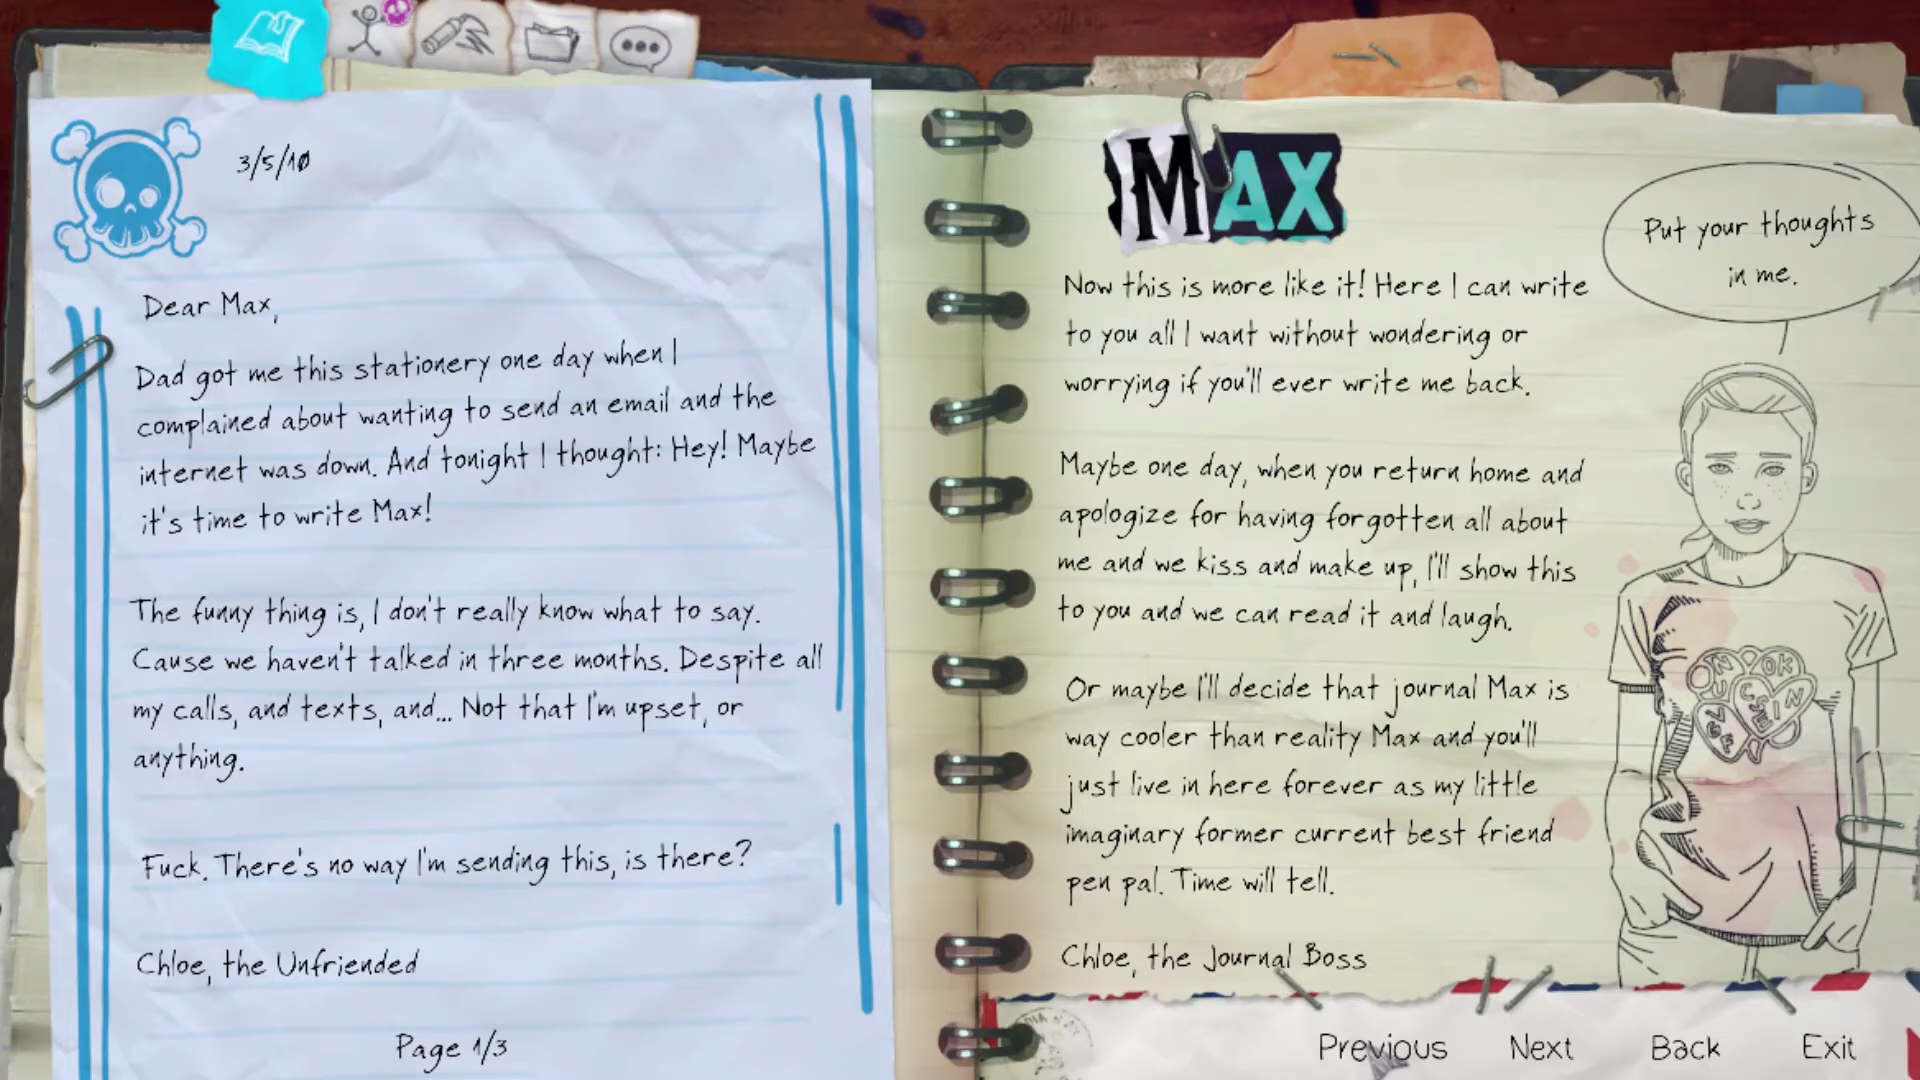 3/5/10
Dear Max,
Dad got me this stationery one day when I
complained about wanting to send an email and the
internet was down. And tonight I thought: Hey! Maybe
it's time to write Max!
The funny thing is, I don't really know what to say.
Cause we haven't talked in three months. Despite all
my calls, and texts, and... Not that I'm upset, or
anything.
Fuck. There's no way I'm sending this, is there?
Chloe, the Unfriended
Page 1/3
MAX
Now this is more like it! Here I can write
to you all I want without wondering or
worrying if you'll ever write me back.
Maybe one day, when you return home and
apologize for having forgotten all about
me and we kiss and make up, I'll show this
to you and we can read it and laugh.
Or maybe I'll decide that journal Max is
way cooler than reality Max and you'll
just live in here forever as my little
imaginary former current best friend
pen pal. Time will tell.
Chloe, the Journal Boss
Put your thoughts
in me.
Previous
Next
Back
Exit